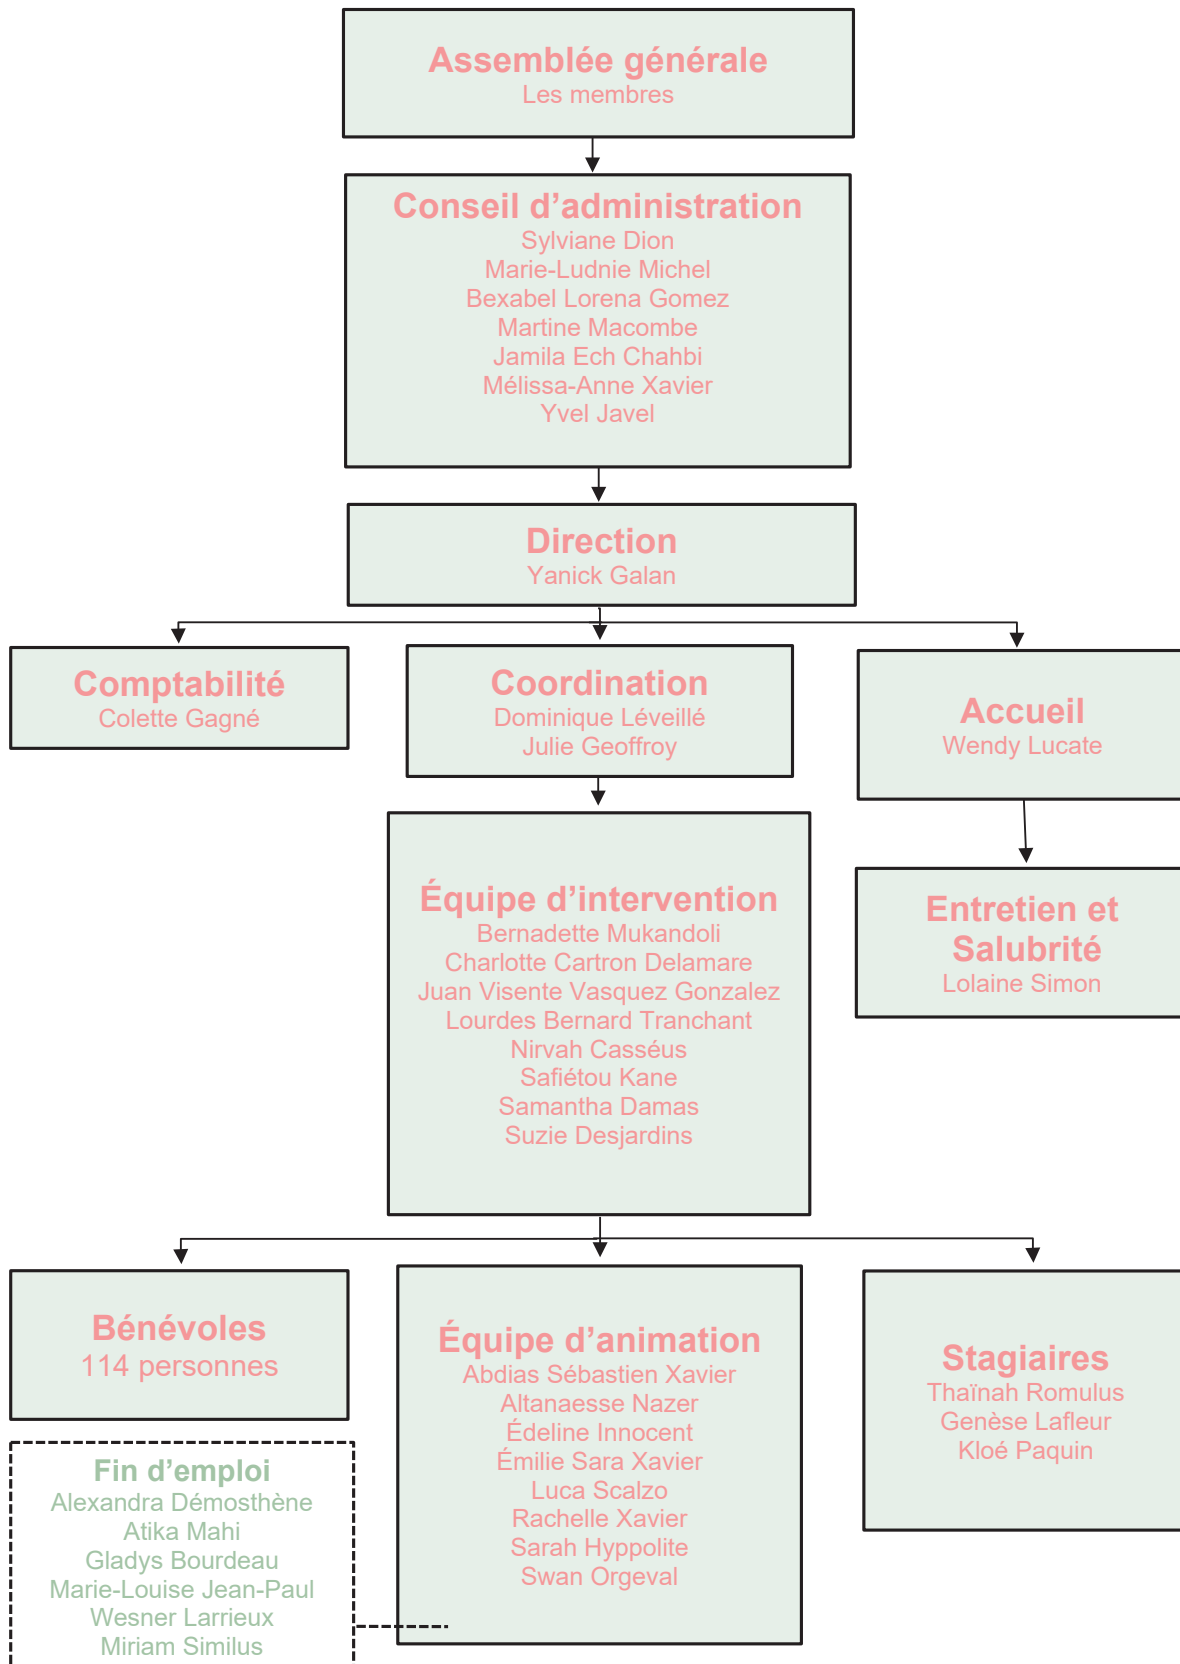 Assemblée générale
Les membres
Conseil d’administration
Sylviane Dion
Marie-Ludnie Michel
Bexabel Lorena Gomez
Martine Macombe
Jamila Ech Chahbi
Mélissa-Anne Xavier
Yvel Javel
Direction
Yanick Galan
Comptabilité
Colette Gagné
Coordination
Dominique Léveillé
Julie Geoffroy
Accueil
Wendy Lucate
Équipe d’intervention
Bernadette Mukandoli
Charlotte Cartron Delamare
Juan Visente Vasquez Gonzalez
Lourdes Bernard Tranchant
Nirvah Casséus
Safiétou Kane
Samantha Damas
Suzie Desjardins
Entretien et
Salubrité
Lolaine Simon
Bénévoles
114 personnes
Équipe d’animation
Abdias Sébastien Xavier
Altanaesse Nazer
Édeline Innocent
Émilie Sara Xavier
Luca Scalzo
Rachelle Xavier
Sarah Hyppolite
Swan Orgeval
Stagiaires
Thaïnah Romulus
Genèse Lafleur
Kloé Paquin
Fin d’emploi
Alexandra Démosthène
Atika Mahi
Gladys Bourdeau
Marie-Louise Jean-Paul
Wesner Larrieux
Miriam Similus